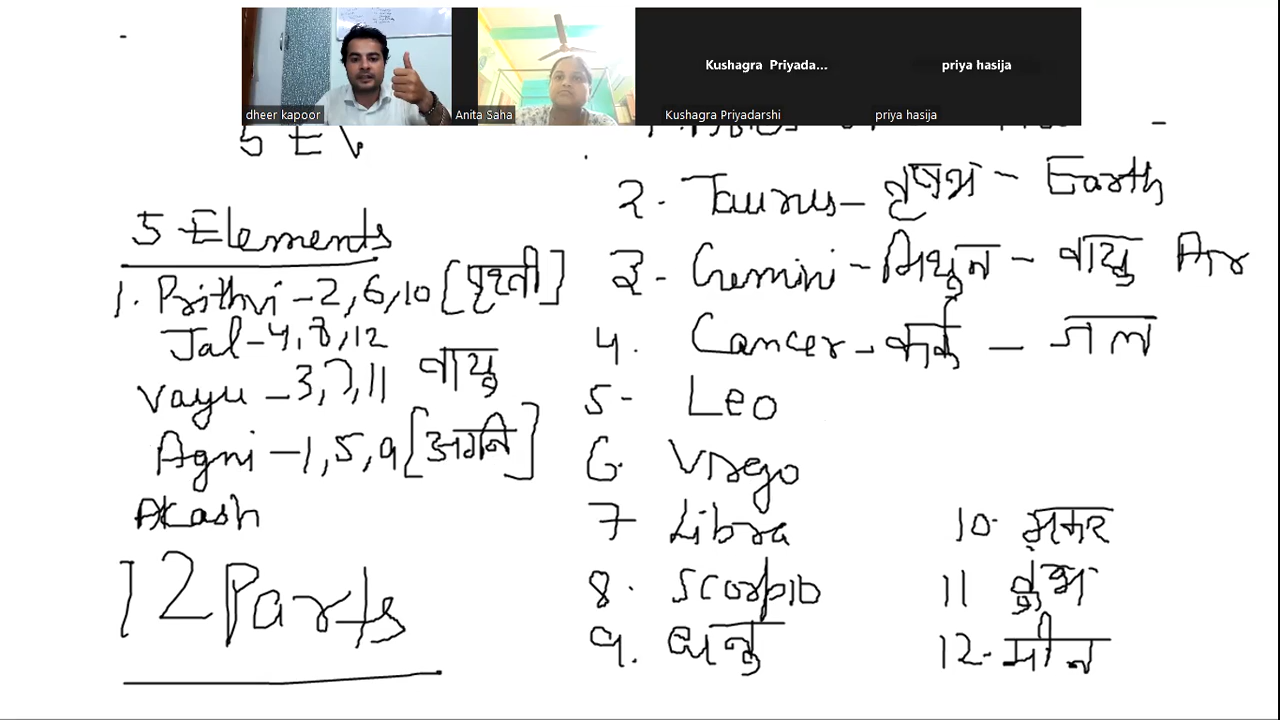 Kushagra Priyada...
priya hasija
dheer kapoor
Anita Saha
Kushagra Priyadarshi
priya hasija
5 El
5 Elements
1. Prithvi - 2, 6, 10 [पृथ्वी]
Jal - 4, 8, 12
Vayu - 3, 7, 11 वायु
Agni - 1, 5, 9 [अग्नि]
Akash
12 Parts
2. Taurus - वृषभ - Earth
3. Gemini - मिथुन - वायु Air
4. Cancer - कर्क - जल
5- Leo
6. Virgo
7 Libra
8. Scorpio
9. धनु
10. मकर
11 कुंभ
12. मीन